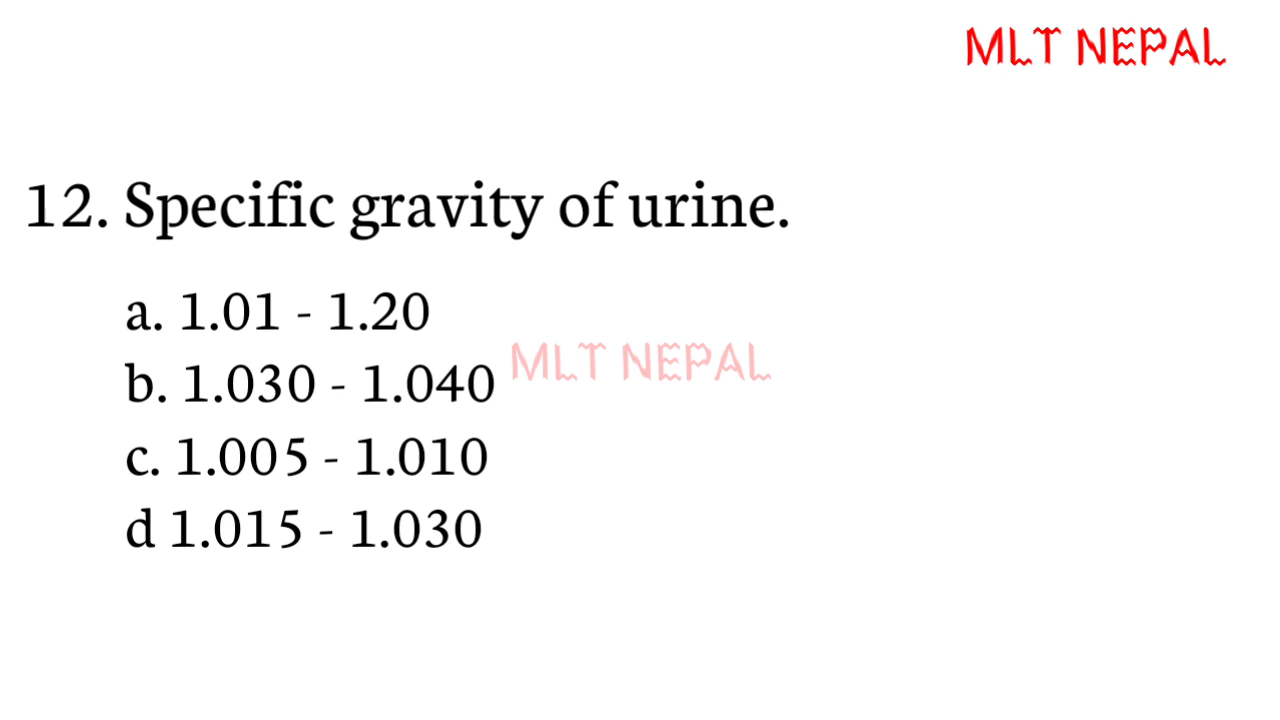 MLT NEPAL
12. Specific gravity of urine.
a. 1.01 - 1.20
MLT NEPAL
b. 1.030 - 1.040
c. 1.005 - 1.010
d 1.015 - 1.030